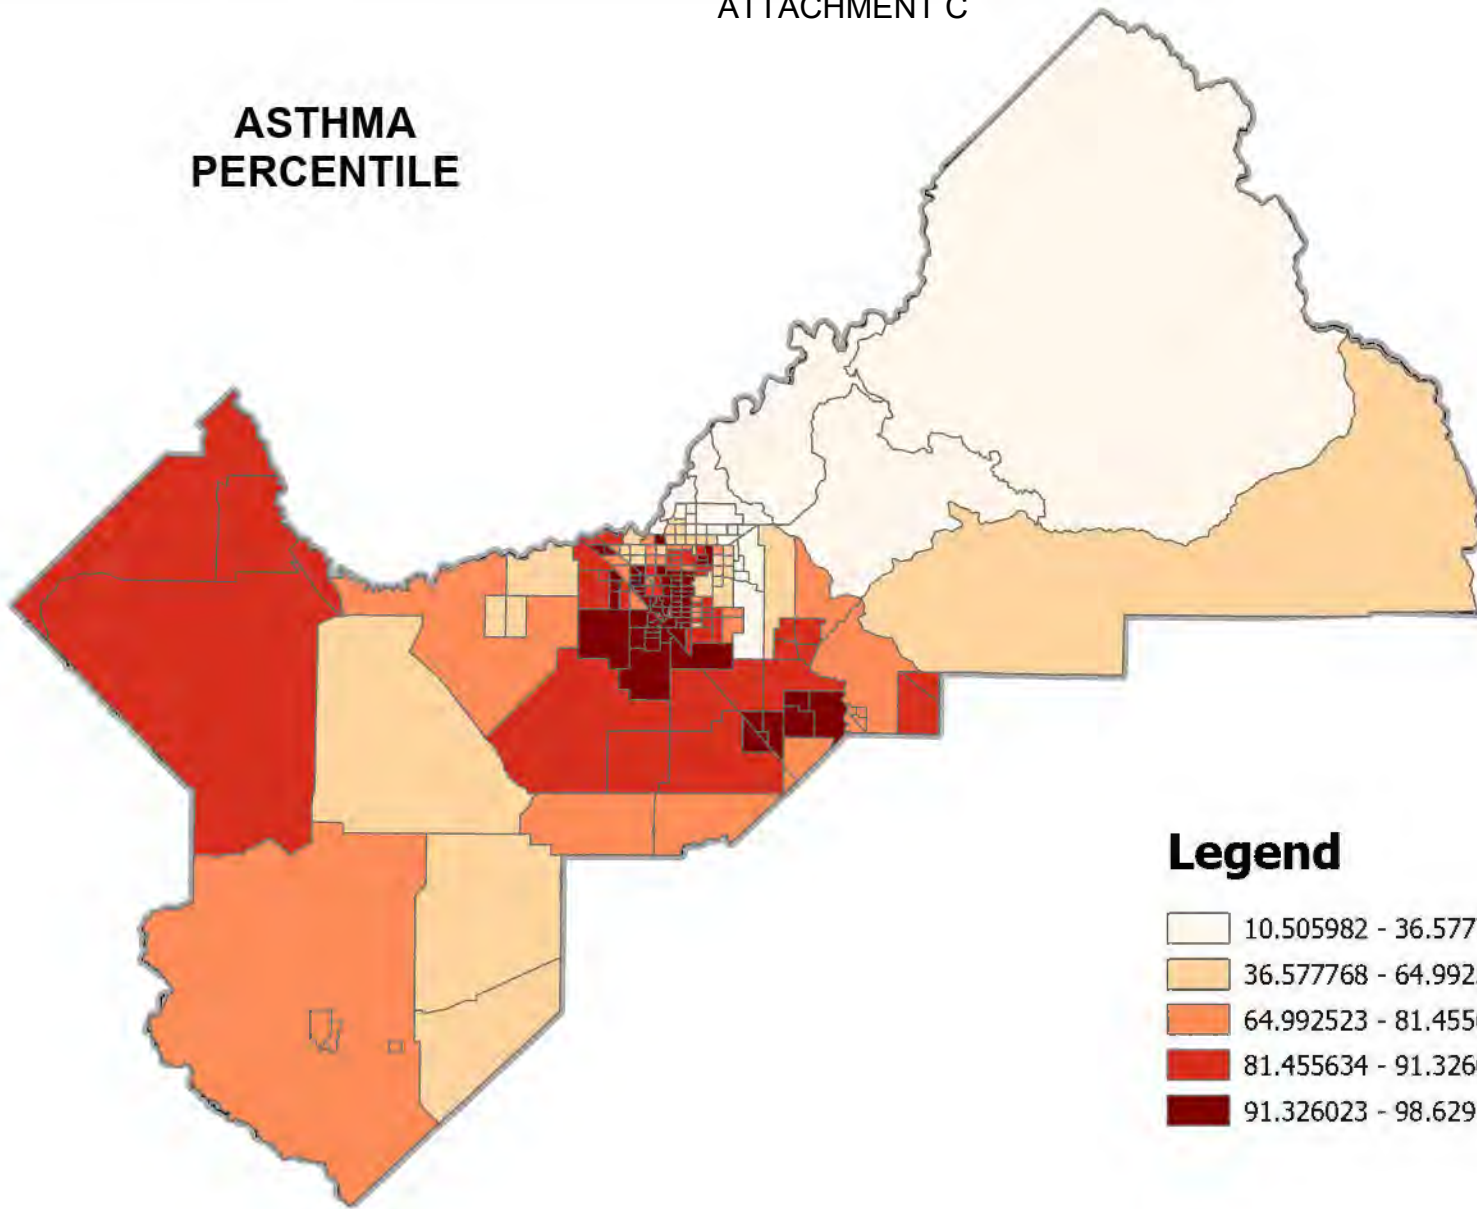 ATTACHMENT C
ASTHMA
PERCENTILE
Legend
10.505982 - 36.577
36.577768 - 64.992
64.992523 - 81.455
81.455634 - 91.326
91.326023 - 98.629